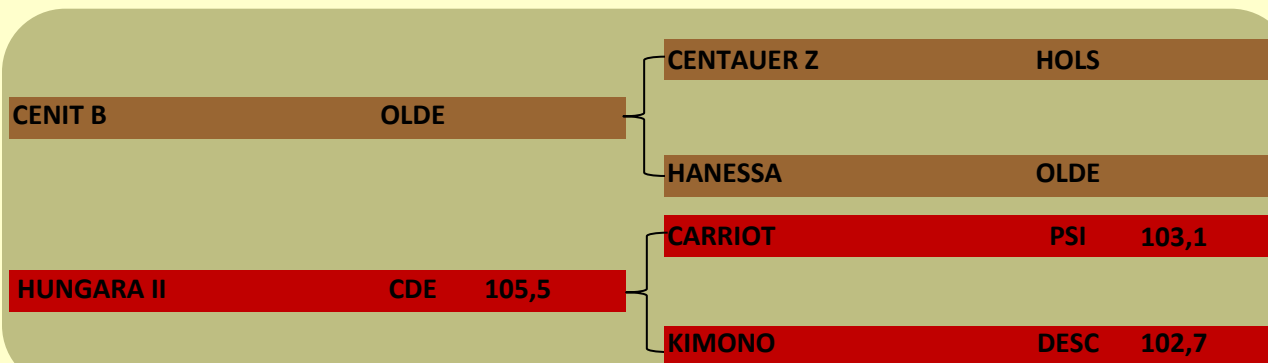 CENTAUER Z HOLS
CENIT B OLDE
HANESSA OLDE
CARRIOT PSI 103,1
HUNGARA II CDE 105,5
KIMONO DESC 102,7